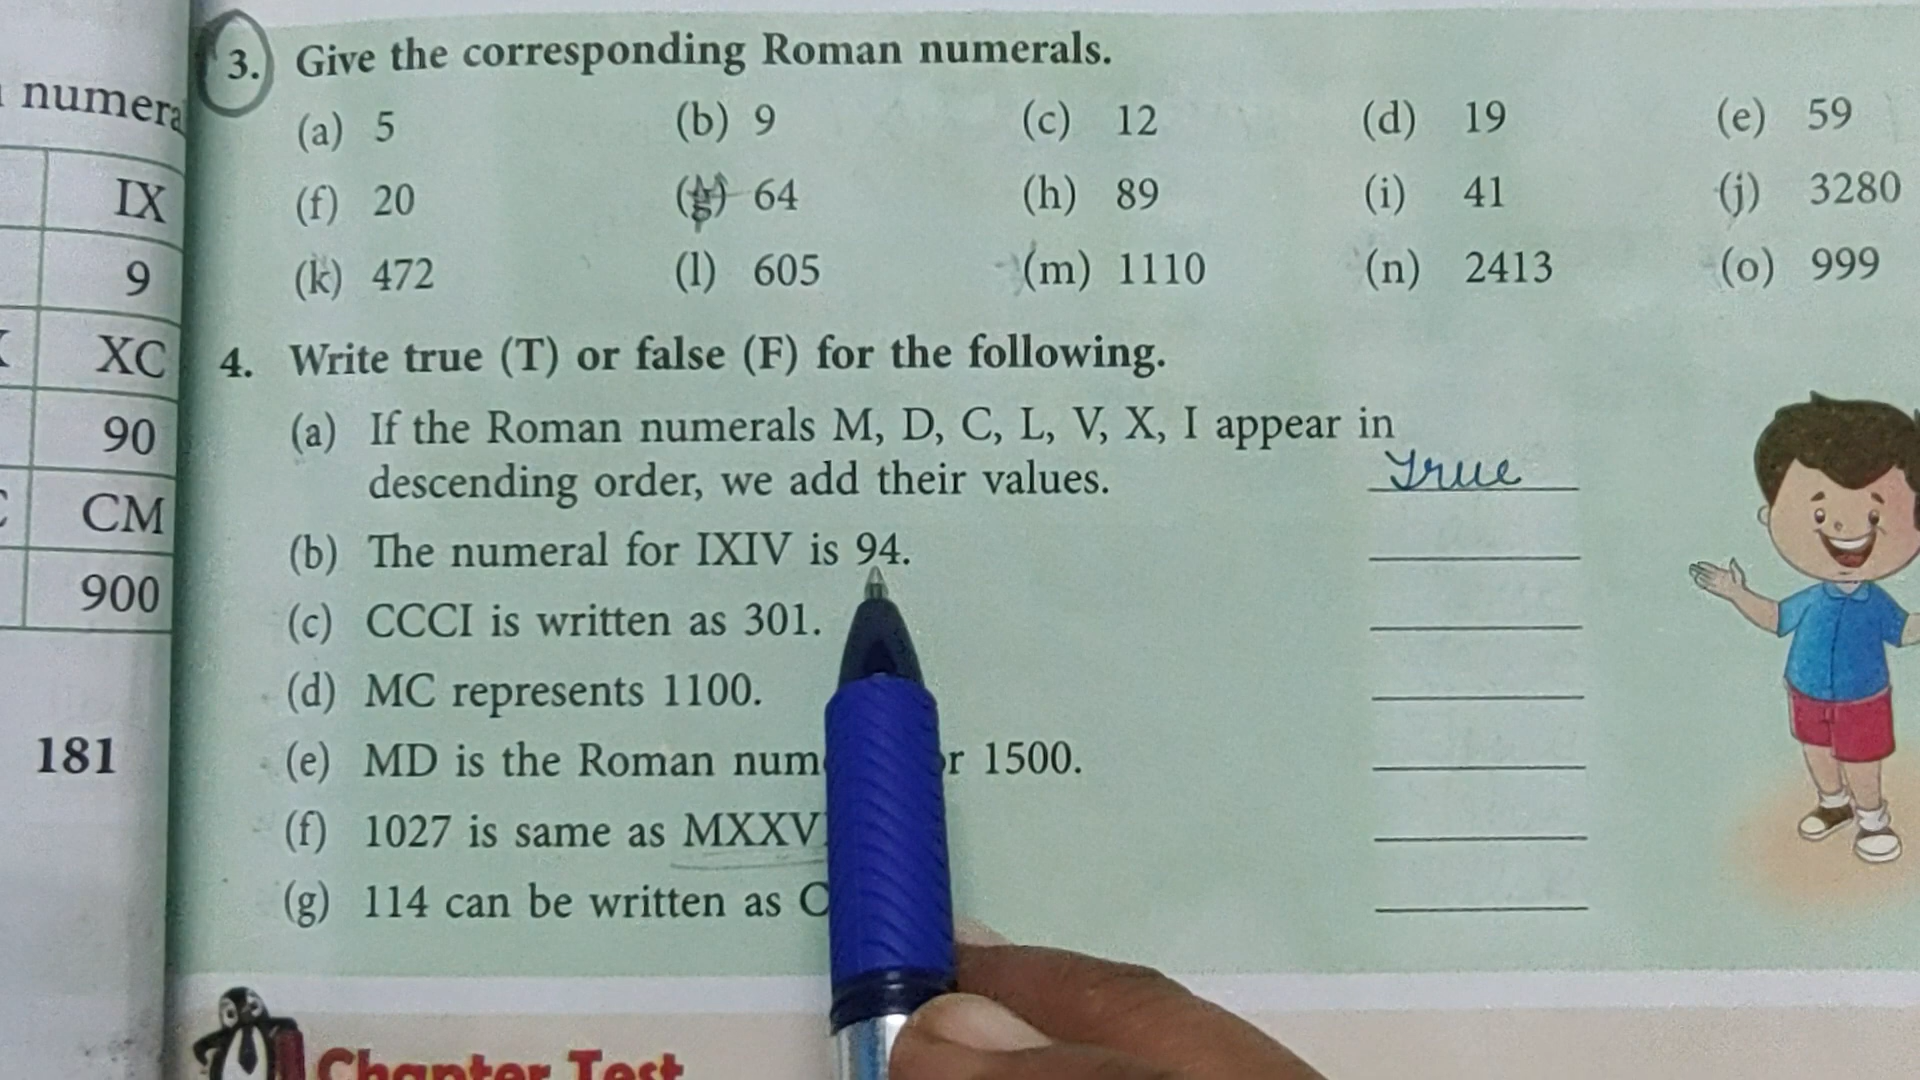 numera
IX
9
XC
90
CM
900
181
3. Give the corresponding Roman numerals.
(a) 5 (b) 9 (c) 12 (d) 19 (e) 59
(f) 20 (g) 64 (h) 89 (i) 41 (j) 3280
(k) 472 (l) 605 (m) 1110 (n) 2413 (o) 999
4. Write true (T) or false (F) for the following.
(a) If the Roman numerals M, D, C, L, V, X, I appear in
descending order, we add their values. True
(b) The numeral for IXIV is 94.
(c) CCCI is written as 301.
(d) MC represents 1100.
(e) MD is the Roman num r 1500.
(f) 1027 is same as MXXV
(g) 114 can be written as C
Chapter Test